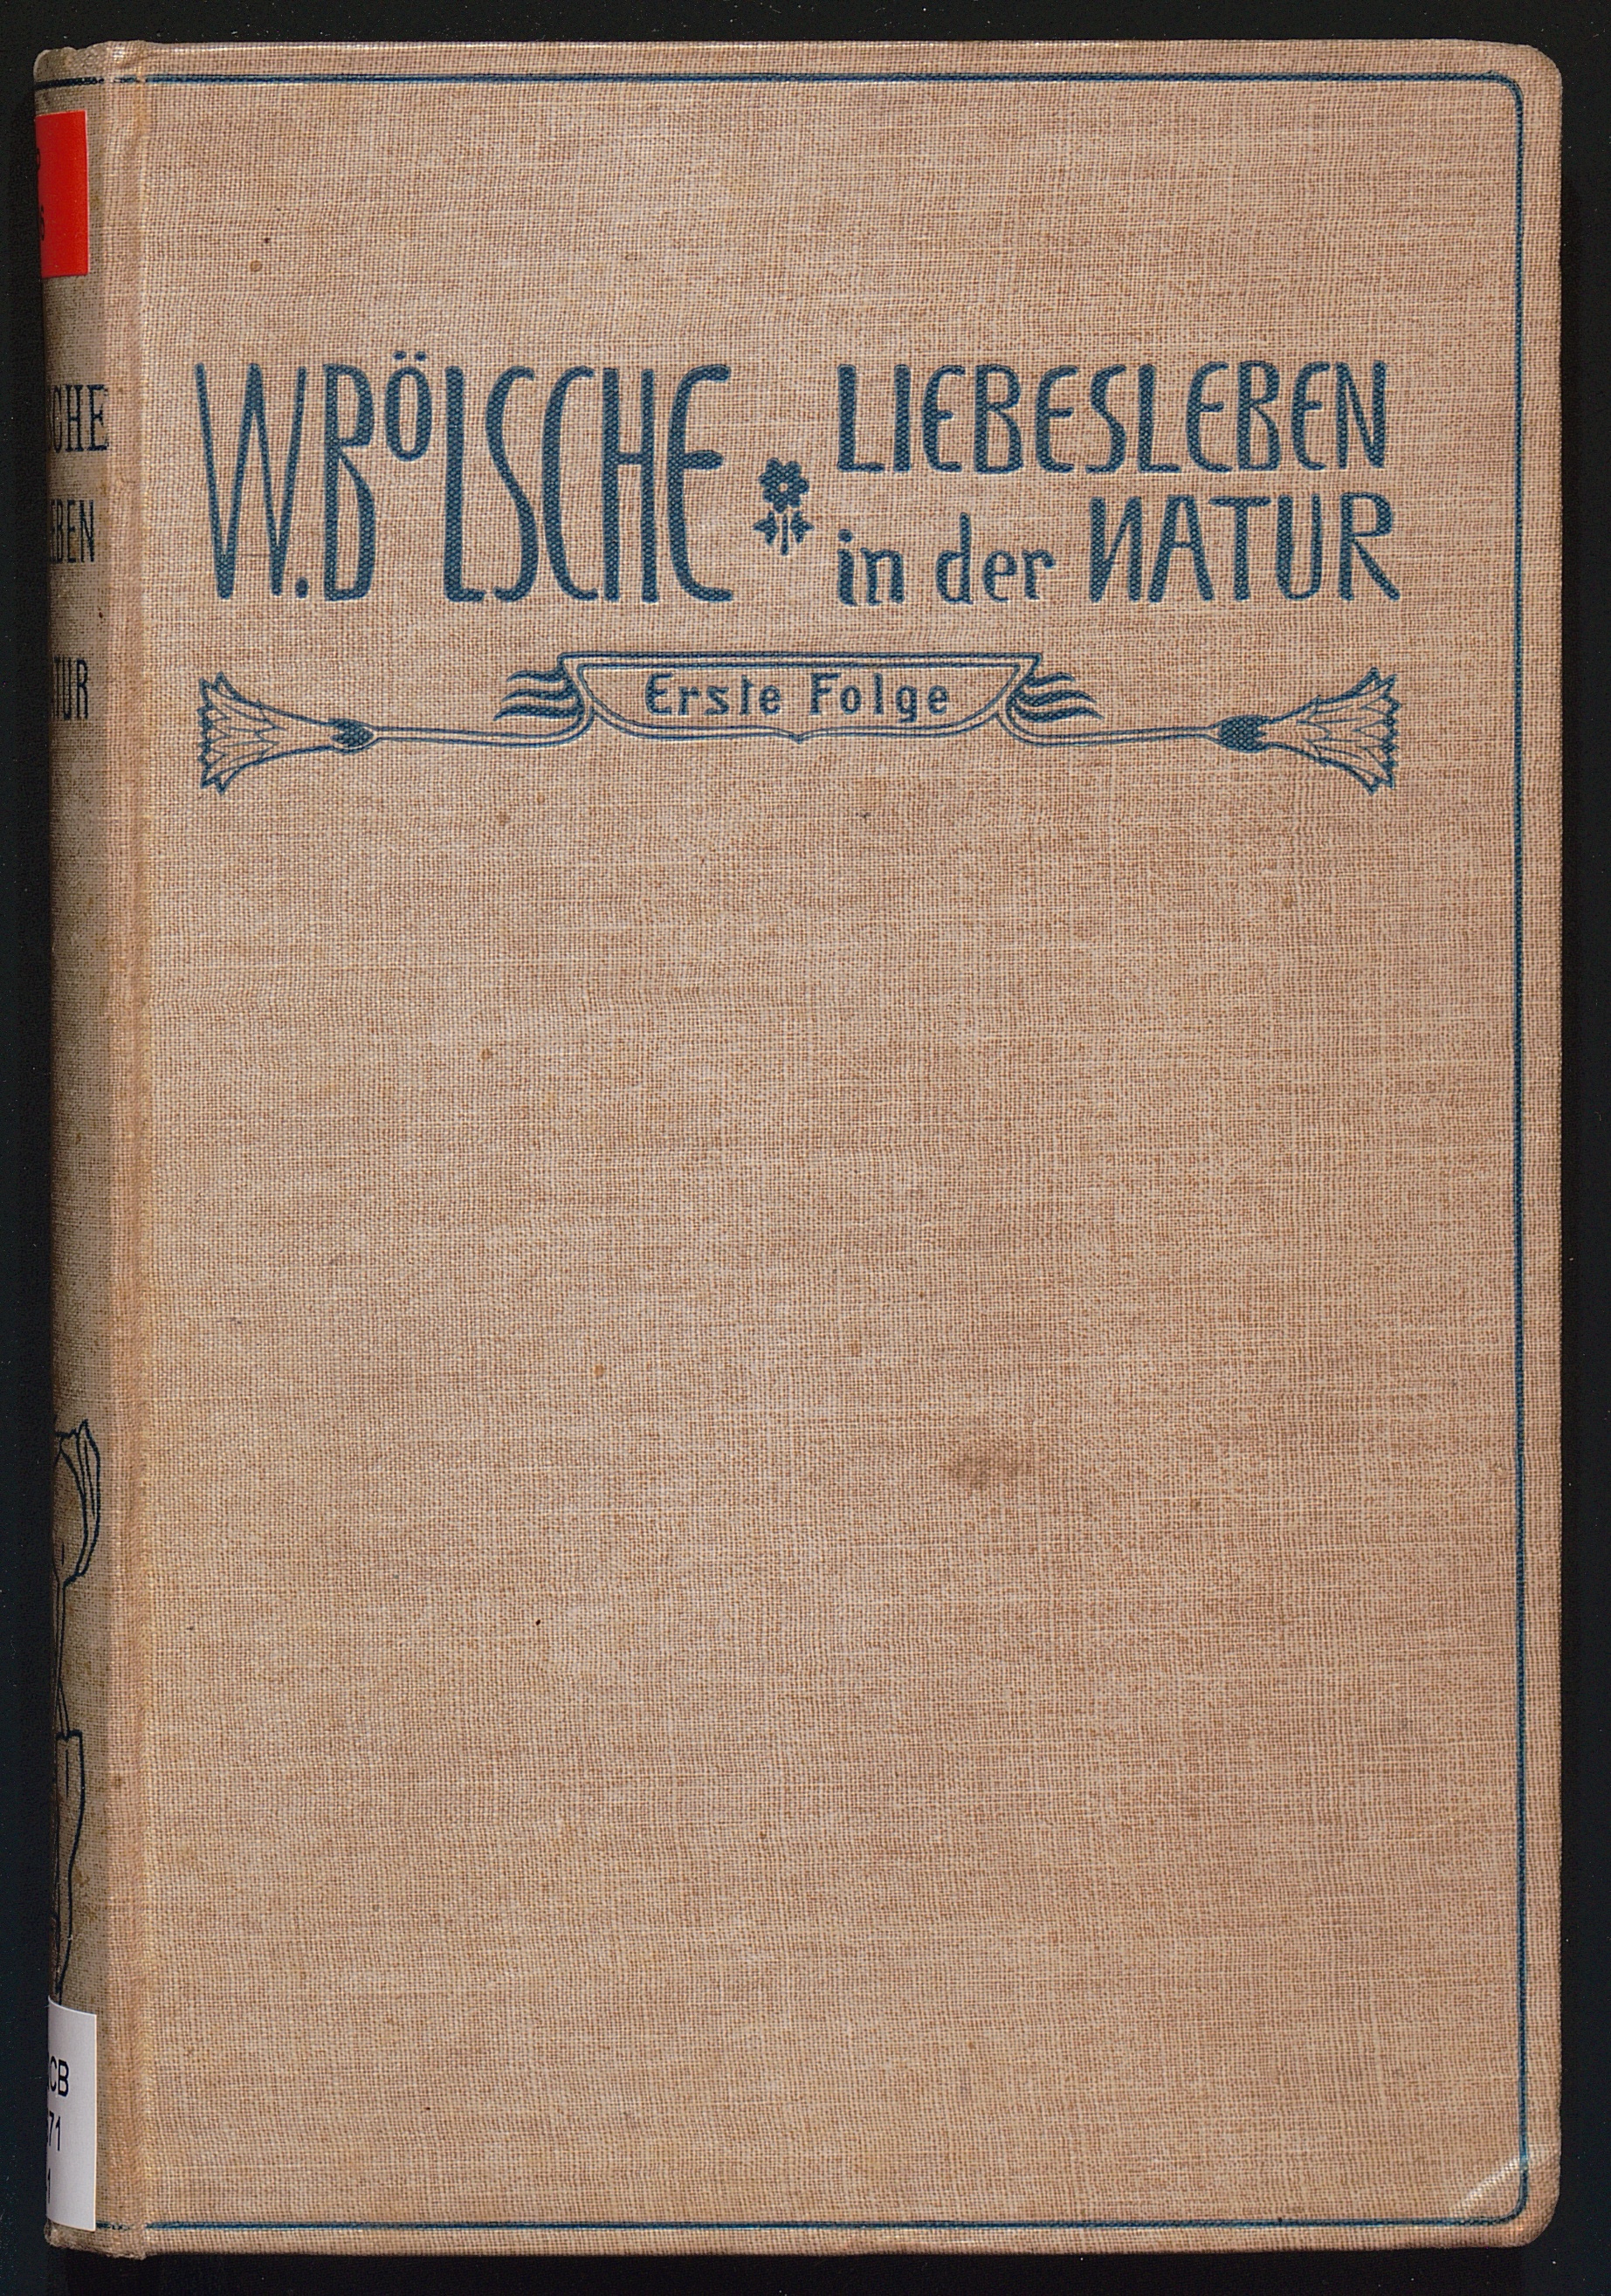 W. BÖLSCHE
LIEBESLEBEN
in der NATUR
Erste Folge